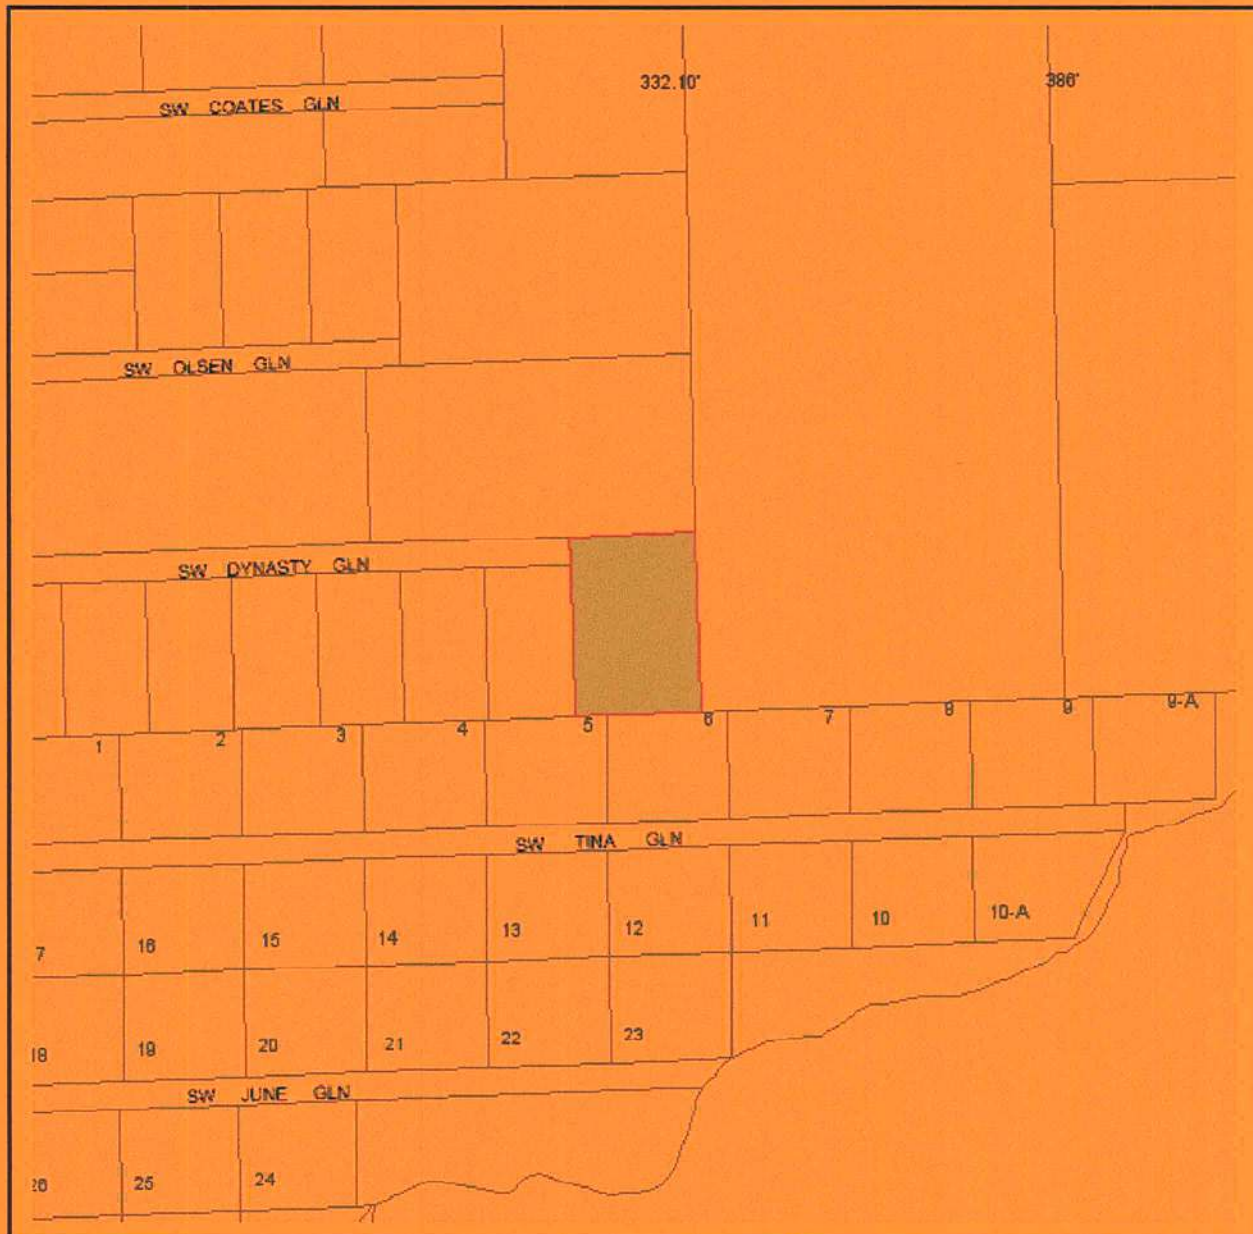 332.10'
386'
SW COATES GLN
SW OLSEN GLN
SW DYNASTY GLN
1 2 3 4 5 6 7 8 9 9-A
SW TINA GLN
7 16 15 14 13 12 11 10 10-A
18 19 20 21 22 23
SW JUNE GLN
26 25 24